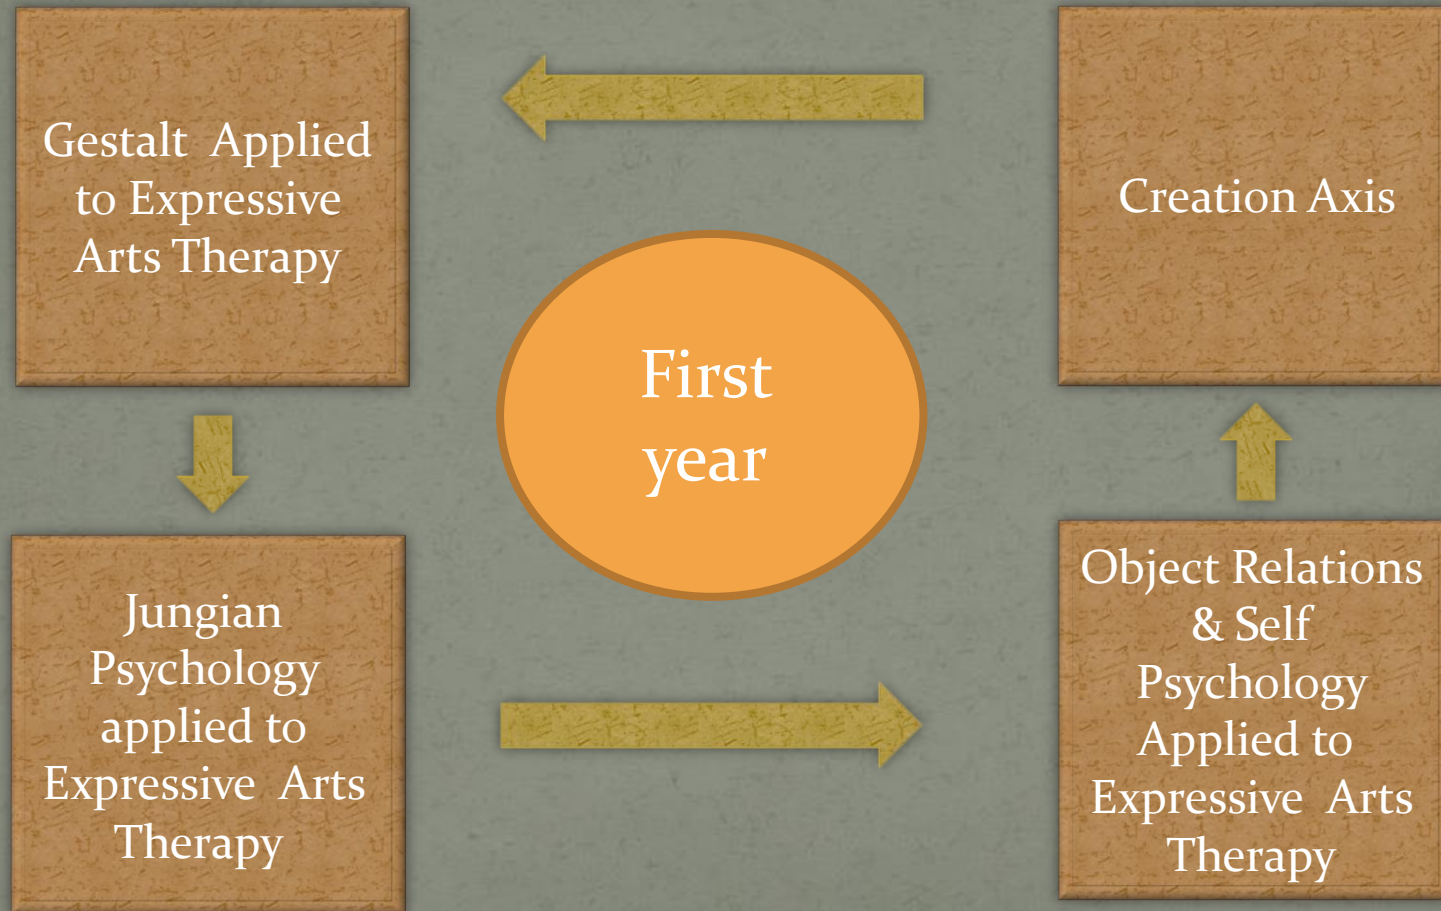 Gestalt Applied
to Expressive
Arts Therapy
Creation Axis
First
year
Jungian
Psychology
applied to
Expressive Arts
Therapy
Object Relations
& Self
Psychology
Applied to
Expressive Arts
Therapy